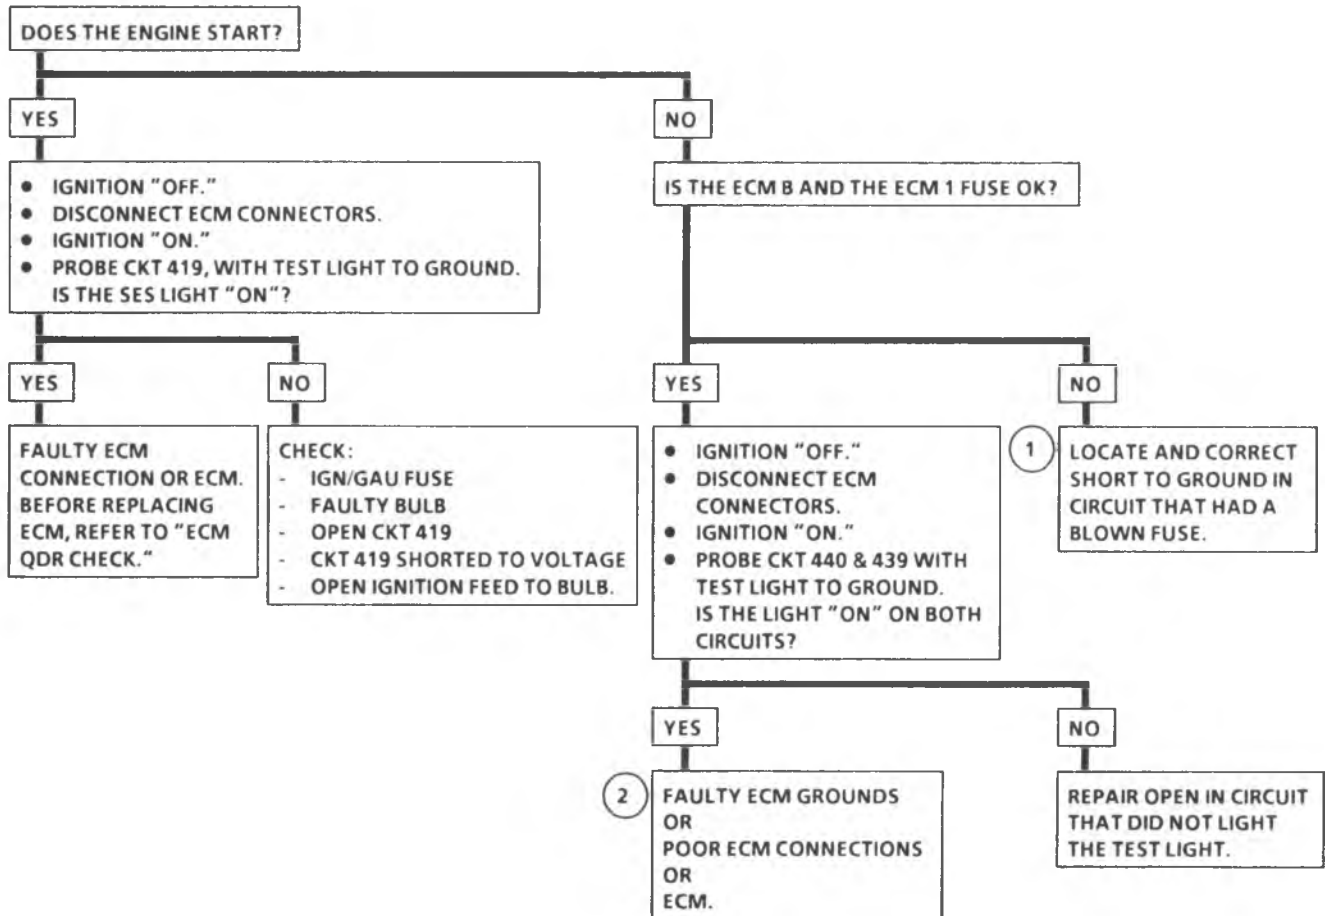 DOES THE ENGINE START?
YES
NO
● IGNITION "OFF."
● DISCONNECT ECM CONNECTORS.
● IGNITION "ON."
● PROBE CKT 419, WITH TEST LIGHT TO GROUND.
IS THE SES LIGHT "ON"?
IS THE ECM B AND THE ECM 1 FUSE OK?
YES
NO
YES
NO
FAULTY ECM
CONNECTION OR ECM.
BEFORE REPLACING
ECM, REFER TO "ECM
QDR CHECK."
CHECK:
- IGN/GAU FUSE
- FAULTY BULB
- OPEN CKT 419
- CKT 419 SHORTED TO VOLTAGE
- OPEN IGNITION FEED TO BULB.
● IGNITION "OFF."
● DISCONNECT ECM
CONNECTORS.
● IGNITION "ON."
● PROBE CKT 440 & 439 WITH
TEST LIGHT TO GROUND.
IS THE LIGHT "ON" ON BOTH
CIRCUITS?
1
LOCATE AND CORRECT
SHORT TO GROUND IN
CIRCUIT THAT HAD A
BLOWN FUSE.
YES
NO
2
FAULTY ECM GROUNDS
OR
POOR ECM CONNECTIONS
OR
ECM.
REPAIR OPEN IN CIRCUIT
THAT DID NOT LIGHT
THE TEST LIGHT.